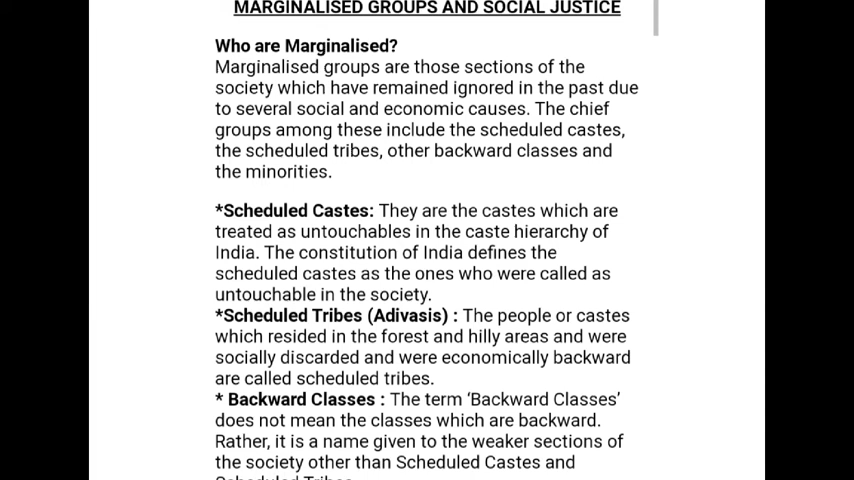 MARGINALISED GROUPS AND SOCIAL JUSTICE
Who are Marginalised?
Marginalised groups are those sections of the
society which have remained ignored in the past due
to several social and economic causes. The chief
groups among these include the scheduled castes,
the scheduled tribes, other backward classes and
the minorities.
*Scheduled Castes: They are the castes which are
treated as untouchables in the caste hierarchy of
India. The constitution of India defines the
scheduled castes as the ones who were called as
untouchable in the society.
*Scheduled Tribes (Adivasis) : The people or castes
which resided in the forest and hilly areas and were
socially discarded and were economically backward
are called scheduled tribes.
* Backward Classes : The term ‘Backward Classes’
does not mean the classes which are backward.
Rather, it is a name given to the weaker sections of
the society other than Scheduled Castes and